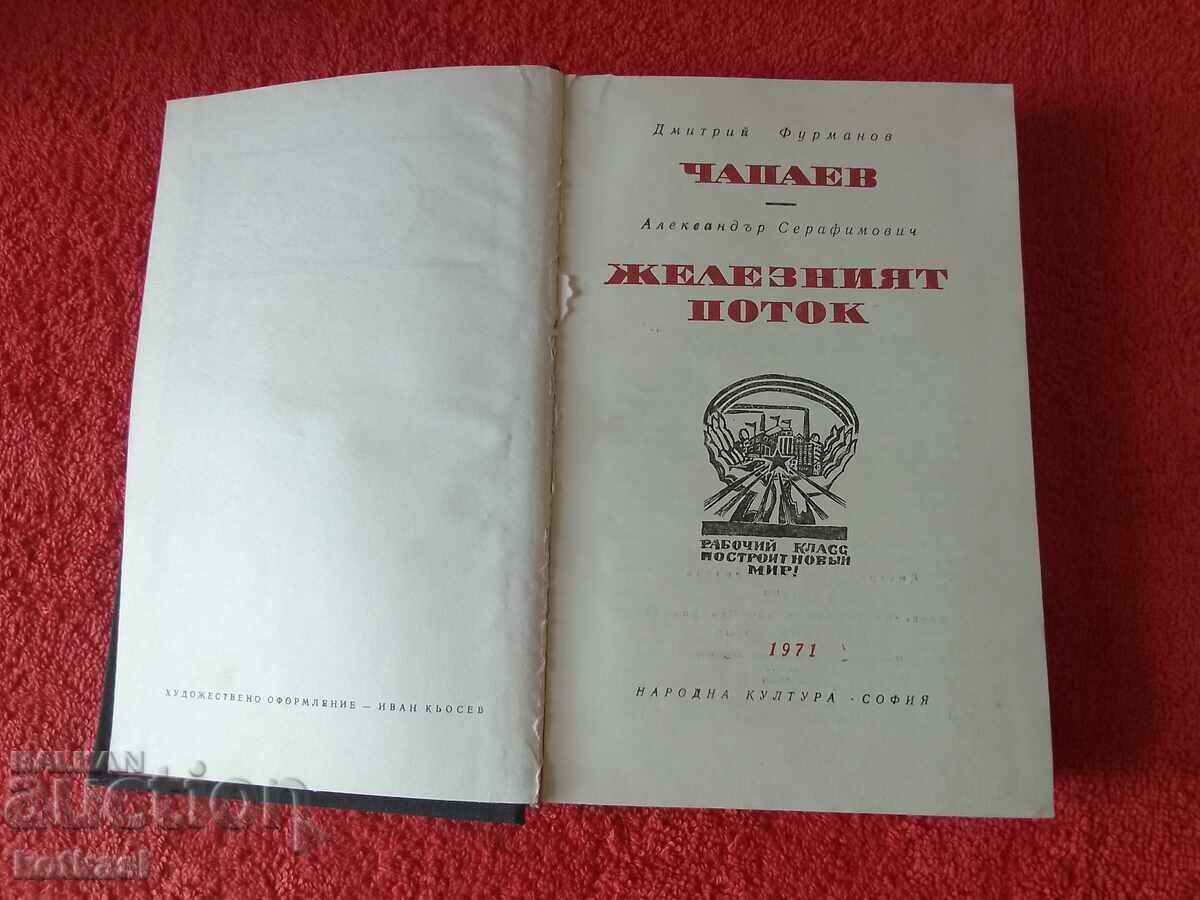 Дмитрий Фурманов
ЧАПАЕВ
Александър Серафимович
ЖЕЛЕЗНИЯТ
ПОТОК
РАБОЧИЙ КЛАСС
ПОСТРОИТ НОВЫЙ
МИР!
1971
НАРОДНА КУЛТУРА - СОФИЯ
ХУДОЖЕСТВЕНО ОФОРМЛЕНИЕ — ИВАН КЬОСЕВ
BALKAN
auction
kotkael